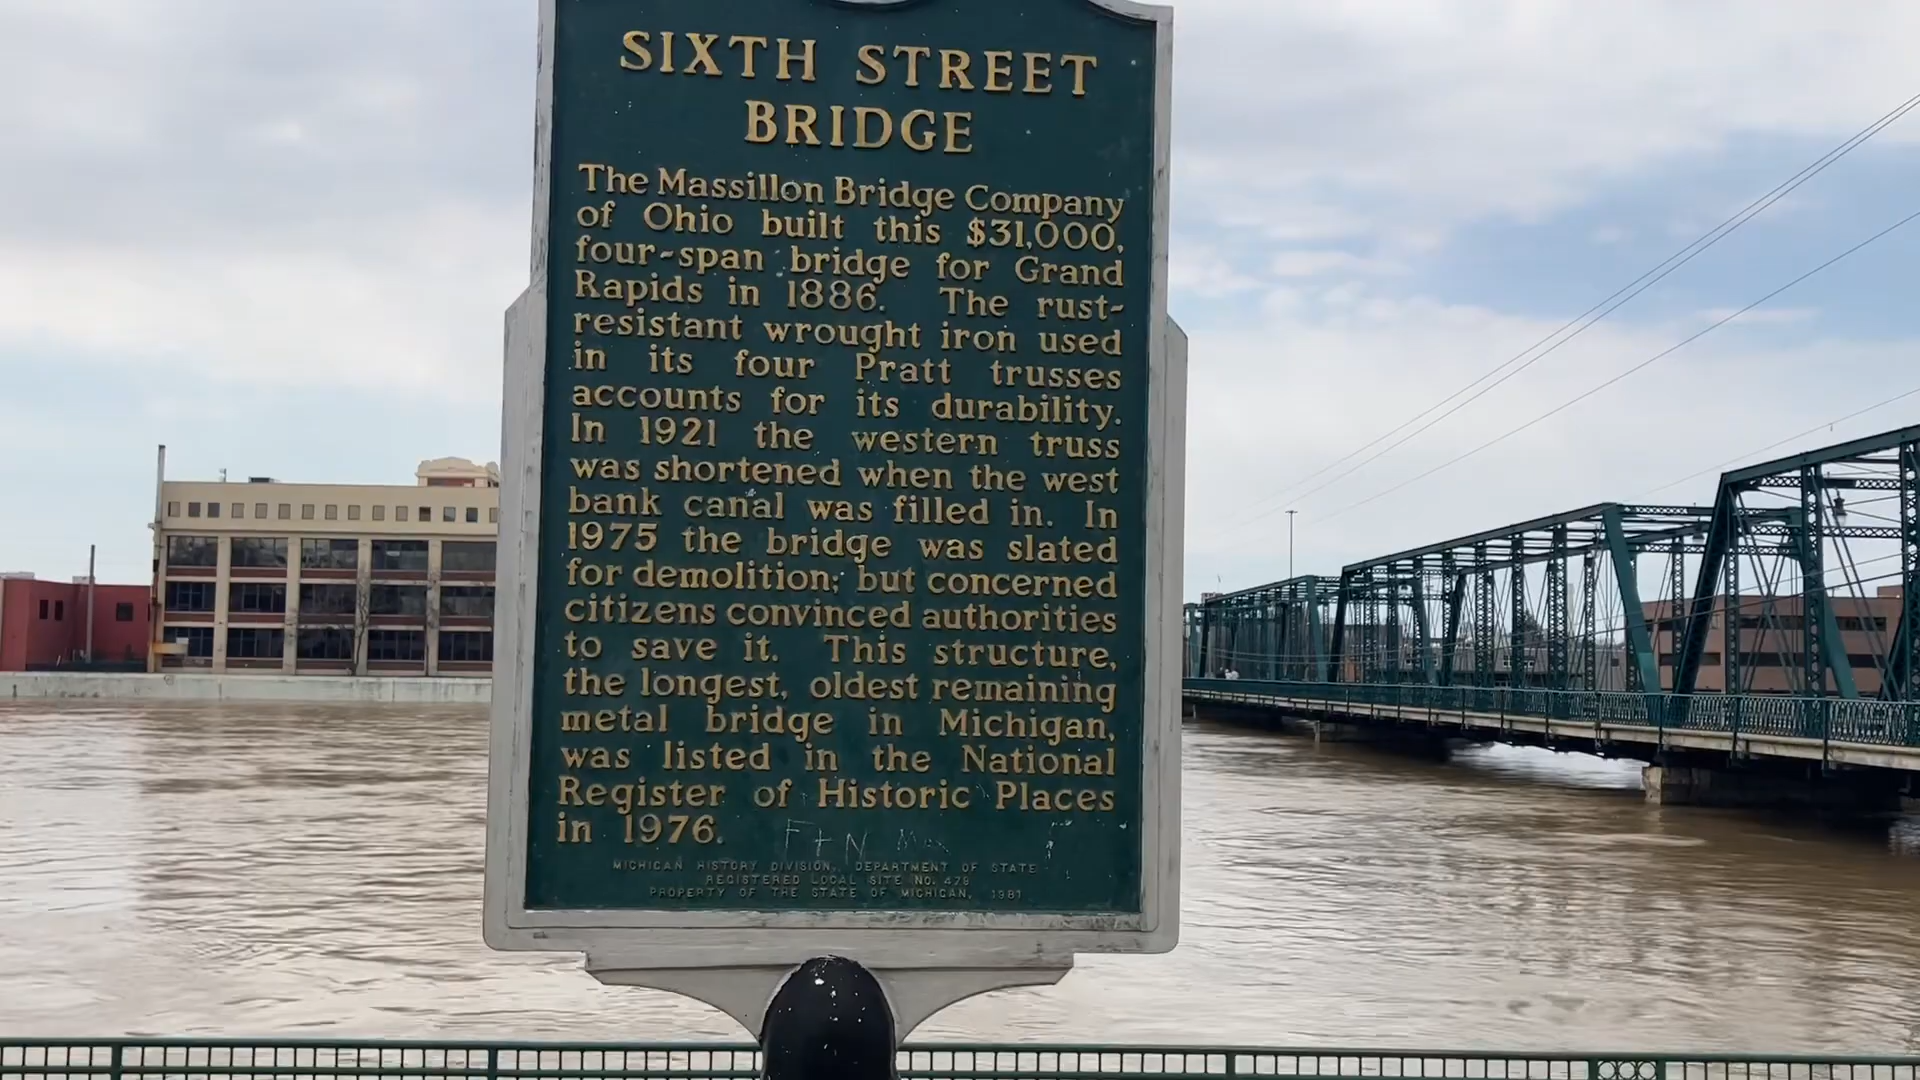 SIXTH STREET
BRIDGE
The Massillon Bridge Company
of Ohio built this $31,000,
four-span bridge for Grand
Rapids in 1886. The rust-
resistant wrought iron used
in its four Pratt trusses
accounts for its durability.
In 1921 the western truss
was shortened when the west
bank canal was filled in. In
1975 the bridge was slated
for demolition; but concerned
citizens convinced authorities
to save it. This structure,
the longest, oldest remaining
metal bridge in Michigan,
was listed in the National
Register of Historic Places
in 1976.
F+N
MICHIGAN HISTORY DIVISION, DEPARTMENT OF STATE
REGISTERED LOCAL SITE NO. 479
PROPERTY OF THE STATE OF MICHIGAN, 1981